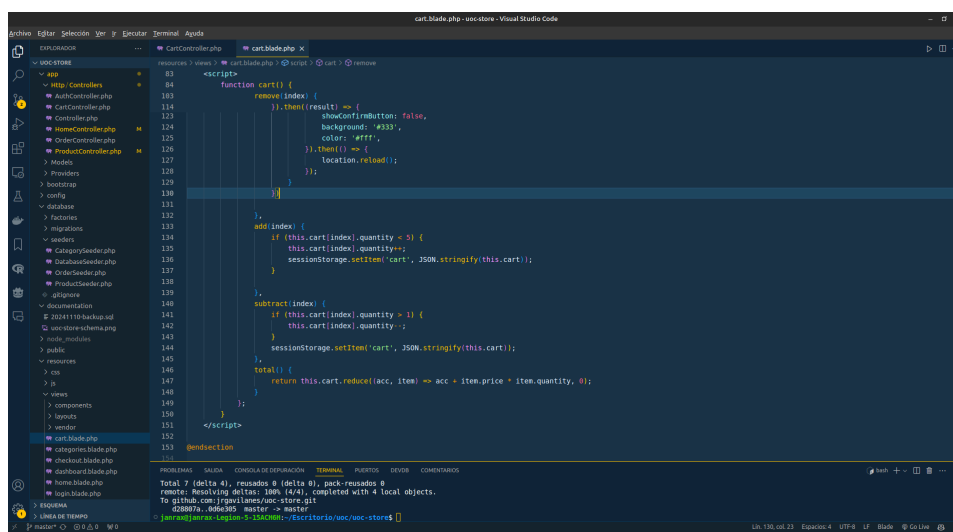 cart.blade.php - uoc-store - Visual Studio Code
Archivo Editar Selección Ver Ir Ejecutar Terminal Ayuda
EXPLORADOR ...
CartController.php cart.blade.php ×
UOC-STORE
resources > views > cart.blade.php > script > cart > remove
app
Http/Controllers
AuthController.php
CartController.php
Controller.php
HomeController.php M
OrderController.php
ProductController.php M
Models
Providers
bootstrap
config
database
factories
migrations
seeders
CategorySeeder.php
DatabaseSeeder.php
OrderSeeder.php
ProductSeeder.php
.gitignore
documentation
20241110-backup.sql
uoc-store-schema.png
node_modules
public
resources
css
js
views
components
layouts
vendor
cart.blade.php
categories.blade.php
checkout.blade.php
dashboard.blade.php
home.blade.php
login.blade.php
ESQUEMA
LÍNEA DE TIEMPO
83 <script>
84 function cart() {
103 remove(index) {
114 }).then((result) => {
123 showConfirmButton: false,
124 background: '#333',
125 color: '#fff',
126 }).then(() => {
127 location.reload();
128 });
129 }
130 })
131
132 },
133 add(index) {
134 if (this.cart[index].quantity < 5) {
135 this.cart[index].quantity++;
136 sessionStorage.setItem('cart', JSON.stringify(this.cart));
137 }
138
139 },
140 subtract(index) {
141 if (this.cart[index].quantity > 1) {
142 this.cart[index].quantity--;
143 }
144 sessionStorage.setItem('cart', JSON.stringify(this.cart));
145 },
146 total() {
147 return this.cart.reduce((acc, item) => acc + item.price * item.quantity, 0);
148 }
149 };
150 }
151 </script>
152
153 @endsection
154
PROBLEMAS SALIDA CONSOLA DE DEPURACIÓN TERMINAL PUERTOS DEVDB COMENTARIOS
bash
Total 7 (delta 4), reusados 0 (delta 0), pack-reusados 0
remote: Resolving deltas: 100% (4/4), completed with 4 local objects.
To github.com:jrgavilanes/uoc-store.git
d28807a..0d6e305 master -> master
janrax@janrax-Legion-5-15ACH6H:~/Escritorio/uoc/uoc-store$
master* 0 0 0 0 Lín. 130, col. 23 Espacios: 4 UTF-8 LF Blade Go Live